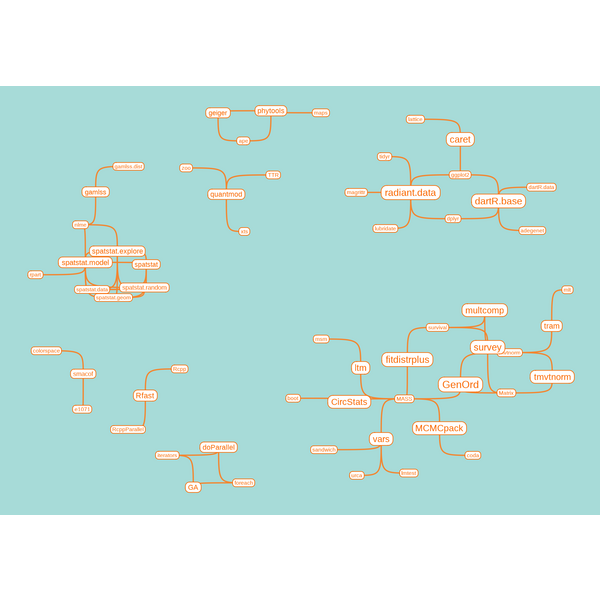 geiger
phytools
maps
ape
lattice
caret
tidyr
ggplot2
magrittr
radiant.data
dartR.base
dartR.data
dplyr
lubridate
adegenet
gamlss.dist
gamlss
nlme
zoo
TTR
quantmod
xts
spatstat.explore
spatstat.model
spatstat
rpart
spatstat.data
spatstat.random
spatstat.geom
mlt
multcomp
survival
tram
msm
survey
fitdistrplus
ltm
GenOrd
tmvtnorm
Matrix
boot
CircStats
MASS
MCMCpack
vars
sandwich
coda
urca
lmtest
colorspace
smacof
e1071
Rcpp
Rfast
RcppParallel
iterators
doParallel
GA
foreach